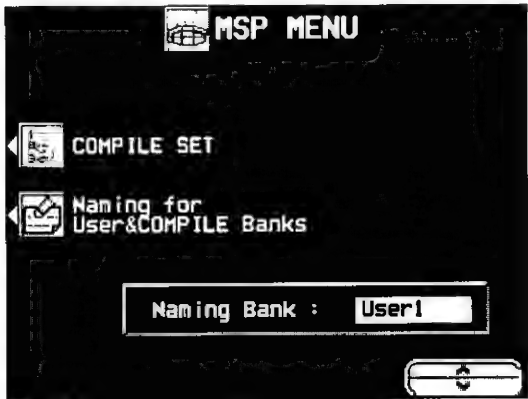 MSP MENU
COMPILE SET
Naming for
User&COMPILE Banks
Naming Bank : User1